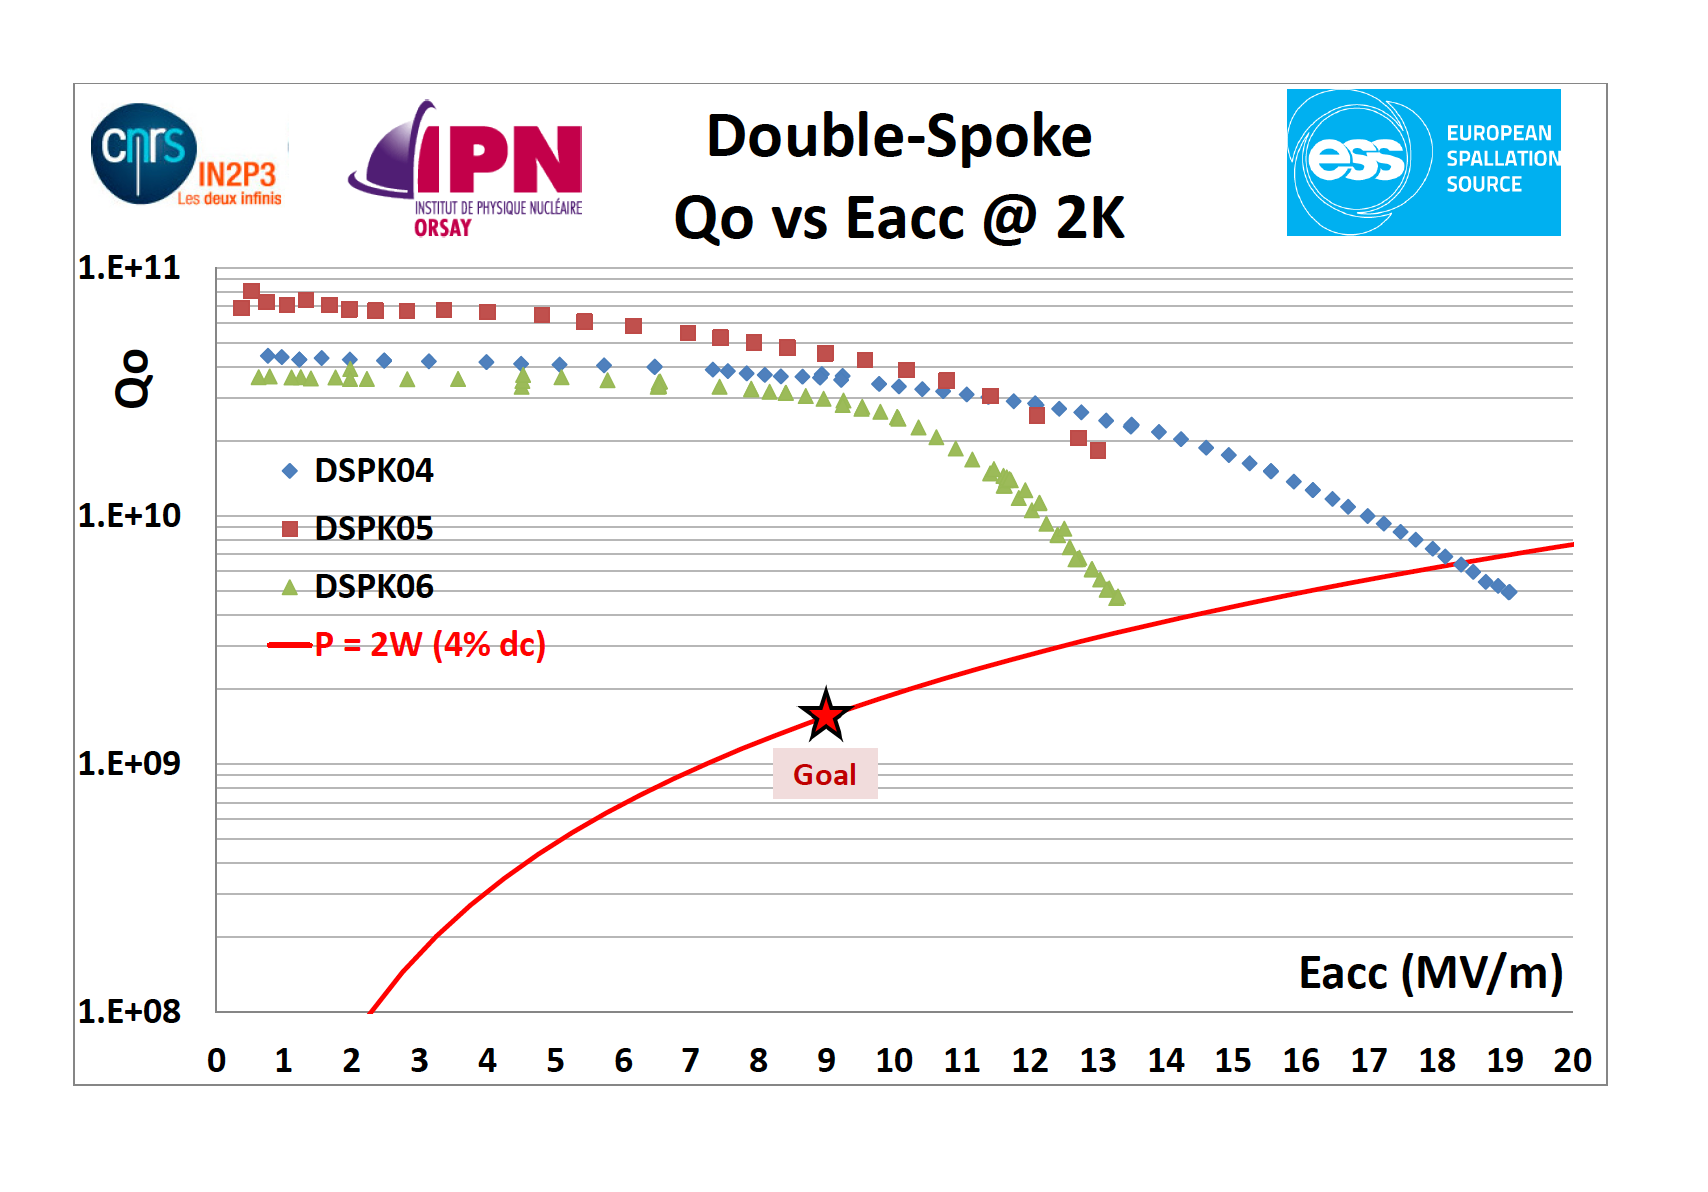 cnrs
IN2P3
Les deux infinis
IPN
INSTITUT DE PHYSIQUE NUCLÉAIRE
ORSAY
Double-Spoke
Qo vs Eacc @ 2K
ess
EUROPEAN
SPALLATION
SOURCE
1.E+11
1.E+10
1.E+09
1.E+08
Qo
DSPK04
DSPK05
DSPK06
P = 2W (4% dc)
Goal
Eacc (MV/m)
0 1 2 3 4 5 6 7 8 9 10 11 12 13 14 15 16 17 18 19 20